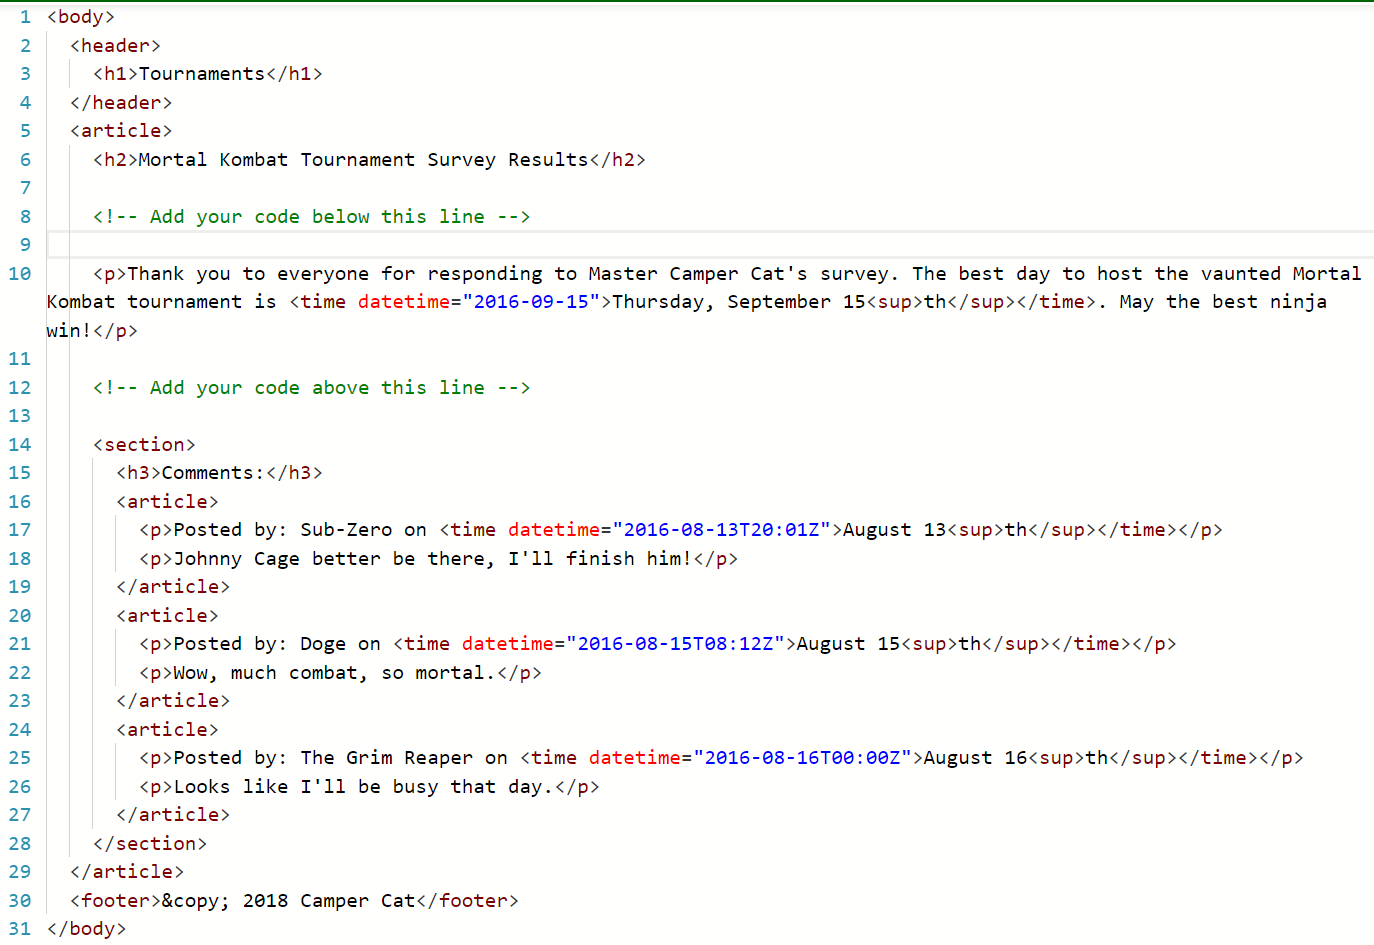 1 <body>
2   <header>
3     <h1>Tournaments</h1>
4   </header>
5   <article>
6     <h2>Mortal Kombat Tournament Survey Results</h2>
7
8     <!-- Add your code below this line -->
9
10     <p>Thank you to everyone for responding to Master Camper Cat's survey. The best day to host the vaunted Mortal
Kombat tournament is <time datetime="2016-09-15">Thursday, September 15<sup>th</sup></time>. May the best ninja
win!</p>
11
12     <!-- Add your code above this line -->
13
14     <section>
15       <h3>Comments:</h3>
16       <article>
17         <p>Posted by: Sub-Zero on <time datetime="2016-08-13T20:01Z">August 13<sup>th</sup></time></p>
18         <p>Johnny Cage better be there, I'll finish him!</p>
19       </article>
20       <article>
21         <p>Posted by: Doge on <time datetime="2016-08-15T08:12Z">August 15<sup>th</sup></time></p>
22         <p>Wow, much combat, so mortal.</p>
23       </article>
24       <article>
25         <p>Posted by: The Grim Reaper on <time datetime="2016-08-16T00:00Z">August 16<sup>th</sup></time></p>
26         <p>Looks like I'll be busy that day.</p>
27       </article>
28     </section>
29   </article>
30   <footer>&copy; 2018 Camper Cat</footer>
31 </body>